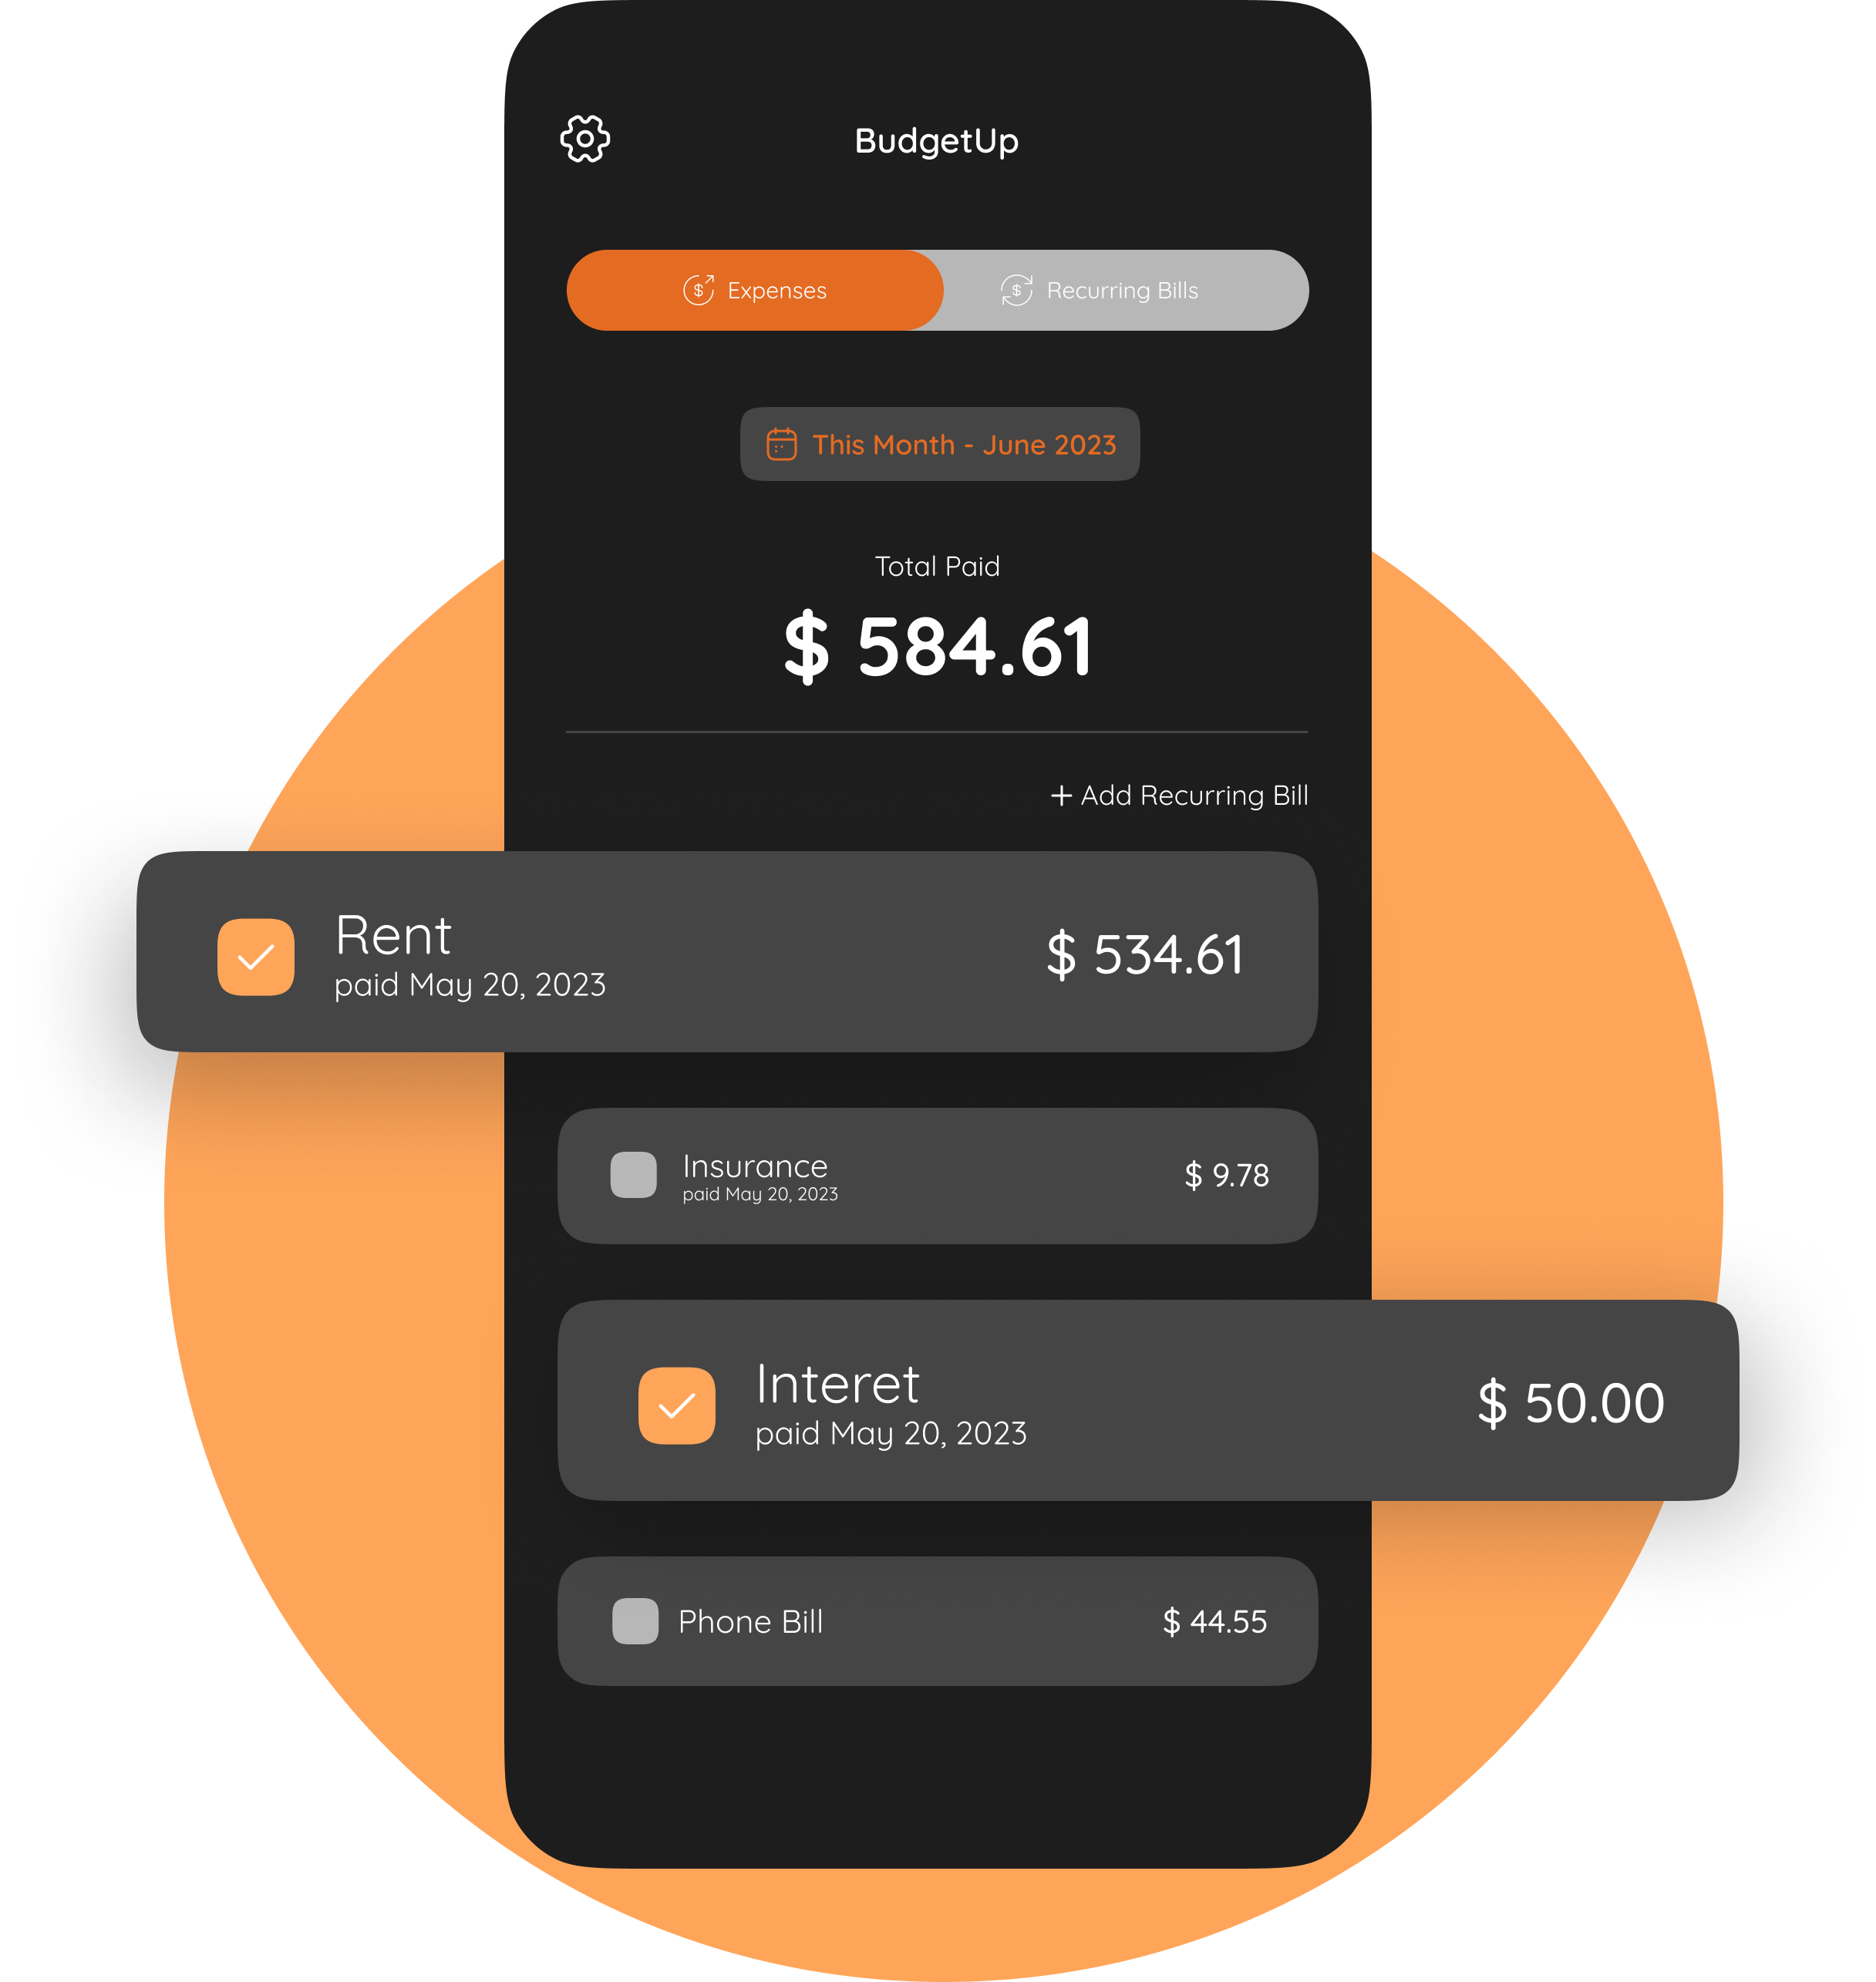 BudgetUp
Expenses
Recurring Bills
This Month - June 2023
Total Paid
$ 584.61
+ Add Recurring Bill
Rent
paid May 20, 2023
$ 534.61
Insurance
paid May 20, 2023
$ 9.78
Interet
paid May 20, 2023
$ 50.00
Phone Bill
$ 44.55